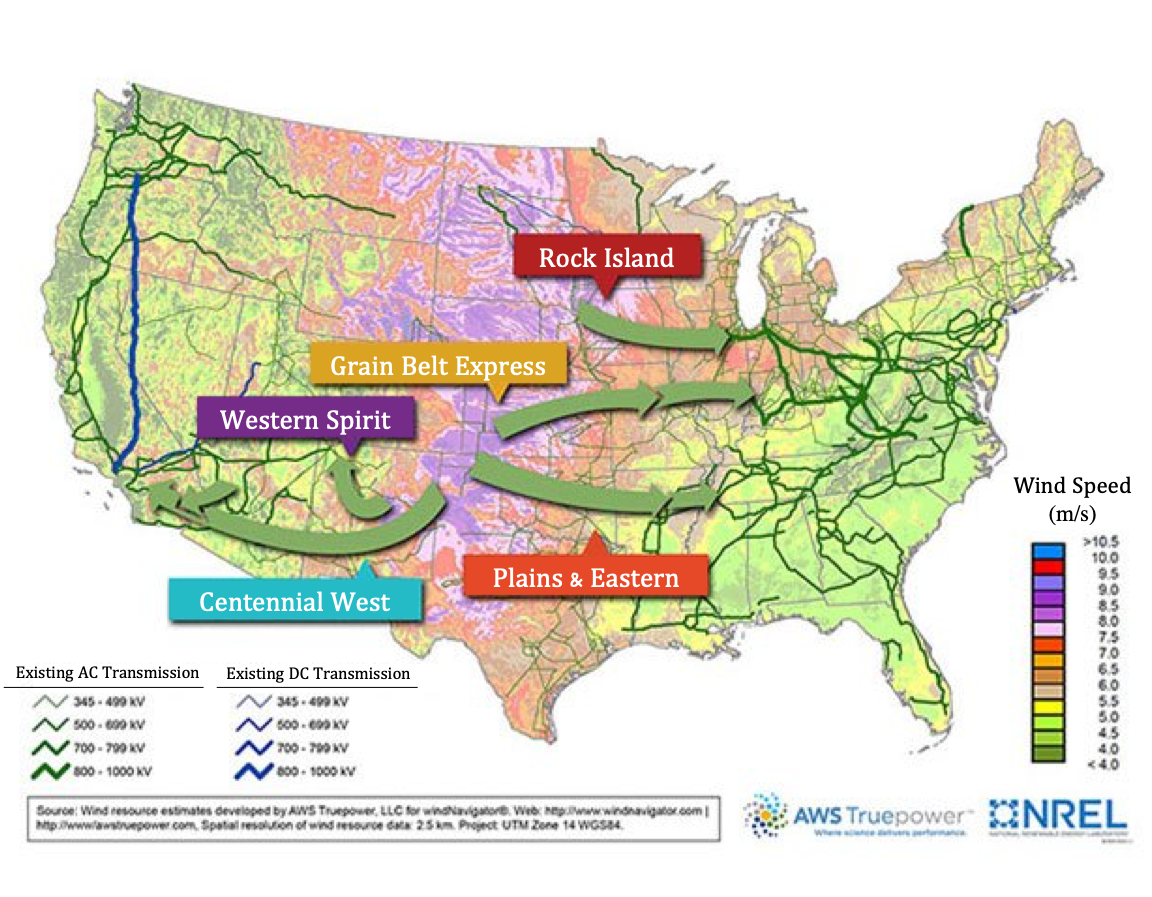 Rock Island
Grain Belt Express
Western Spirit
Centennial West
Plains & Eastern
Wind Speed
(m/s)
>10.5
10.0
9.5
9.0
8.5
8.0
7.5
7.0
6.5
6.0
5.5
5.0
4.5
4.0
< 4.0
Existing AC Transmission
345 - 499 kV
500 - 699 kV
700 - 799 kV
800 - 1000 kV
Existing DC Transmission
345 - 499 kV
500 - 699 kV
700 - 799 kV
800 - 1000 kV
Source: Wind resource estimates developed by AWS Truepower, LLC for windNavigator®. Web: http://www.windnavigator.com |
http://www/awstruepower.com, Spatial resolution of wind resource data: 2.5 km. Project: UTM Zone 14 WGS84.
AWS Truepower™
Where science delivers performance.
NREL
NATIONAL RENEWABLE ENERGY LABORATORY